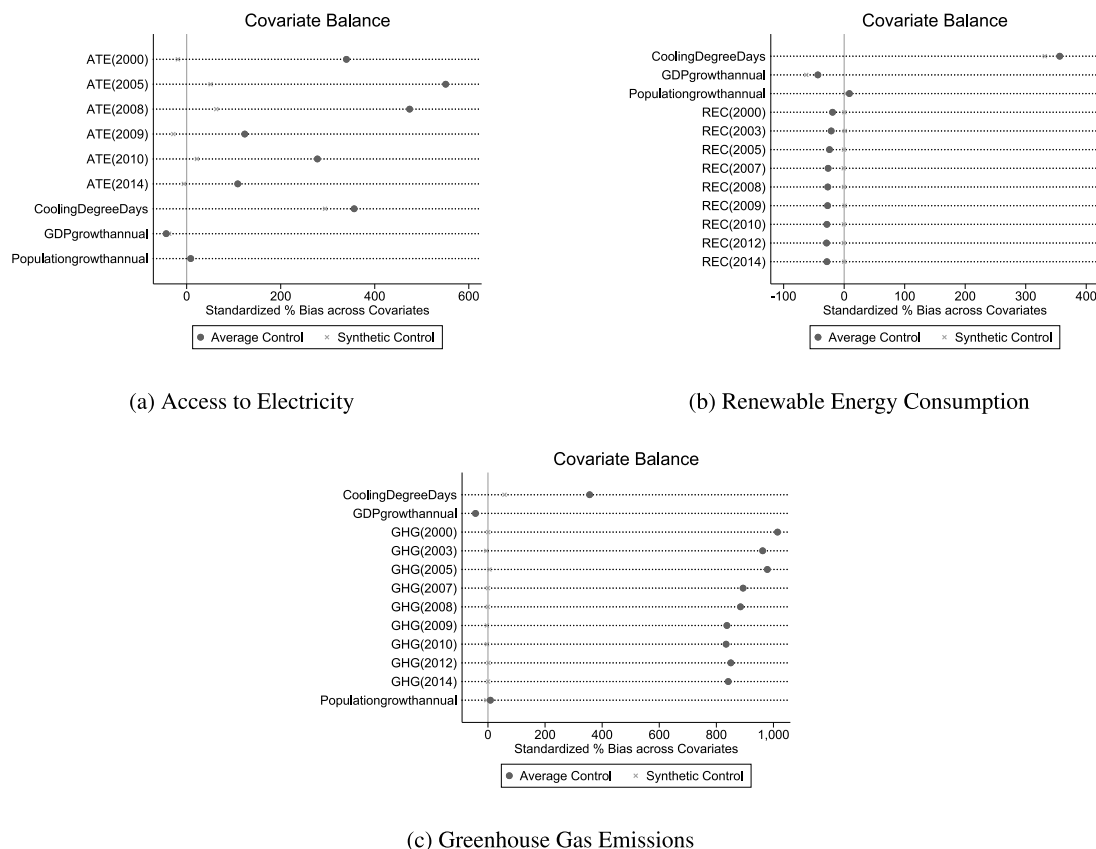 Covariate Balance
ATE(2000)
ATE(2005)
ATE(2008)
ATE(2009)
ATE(2010)
ATE(2014)
CoolingDegreeDays
GDPgrowthannual
Populationgrowthannual
0 200 400 600
Standardized % Bias across Covariates
Average Control Synthetic Control
(a) Access to Electricity
Covariate Balance
CoolingDegreeDays
GDPgrowthannual
Populationgrowthannual
REC(2000)
REC(2003)
REC(2005)
REC(2007)
REC(2008)
REC(2009)
REC(2010)
REC(2012)
REC(2014)
-100 0 100 200 300 400
Standardized % Bias across Covariates
Average Control Synthetic Control
(b) Renewable Energy Consumption
Covariate Balance
CoolingDegreeDays
GDPgrowthannual
GHG(2000)
GHG(2003)
GHG(2005)
GHG(2007)
GHG(2008)
GHG(2009)
GHG(2010)
GHG(2012)
GHG(2014)
Populationgrowthannual
0 200 400 600 800 1,000
Standardized % Bias across Covariates
Average Control Synthetic Control
(c) Greenhouse Gas Emissions